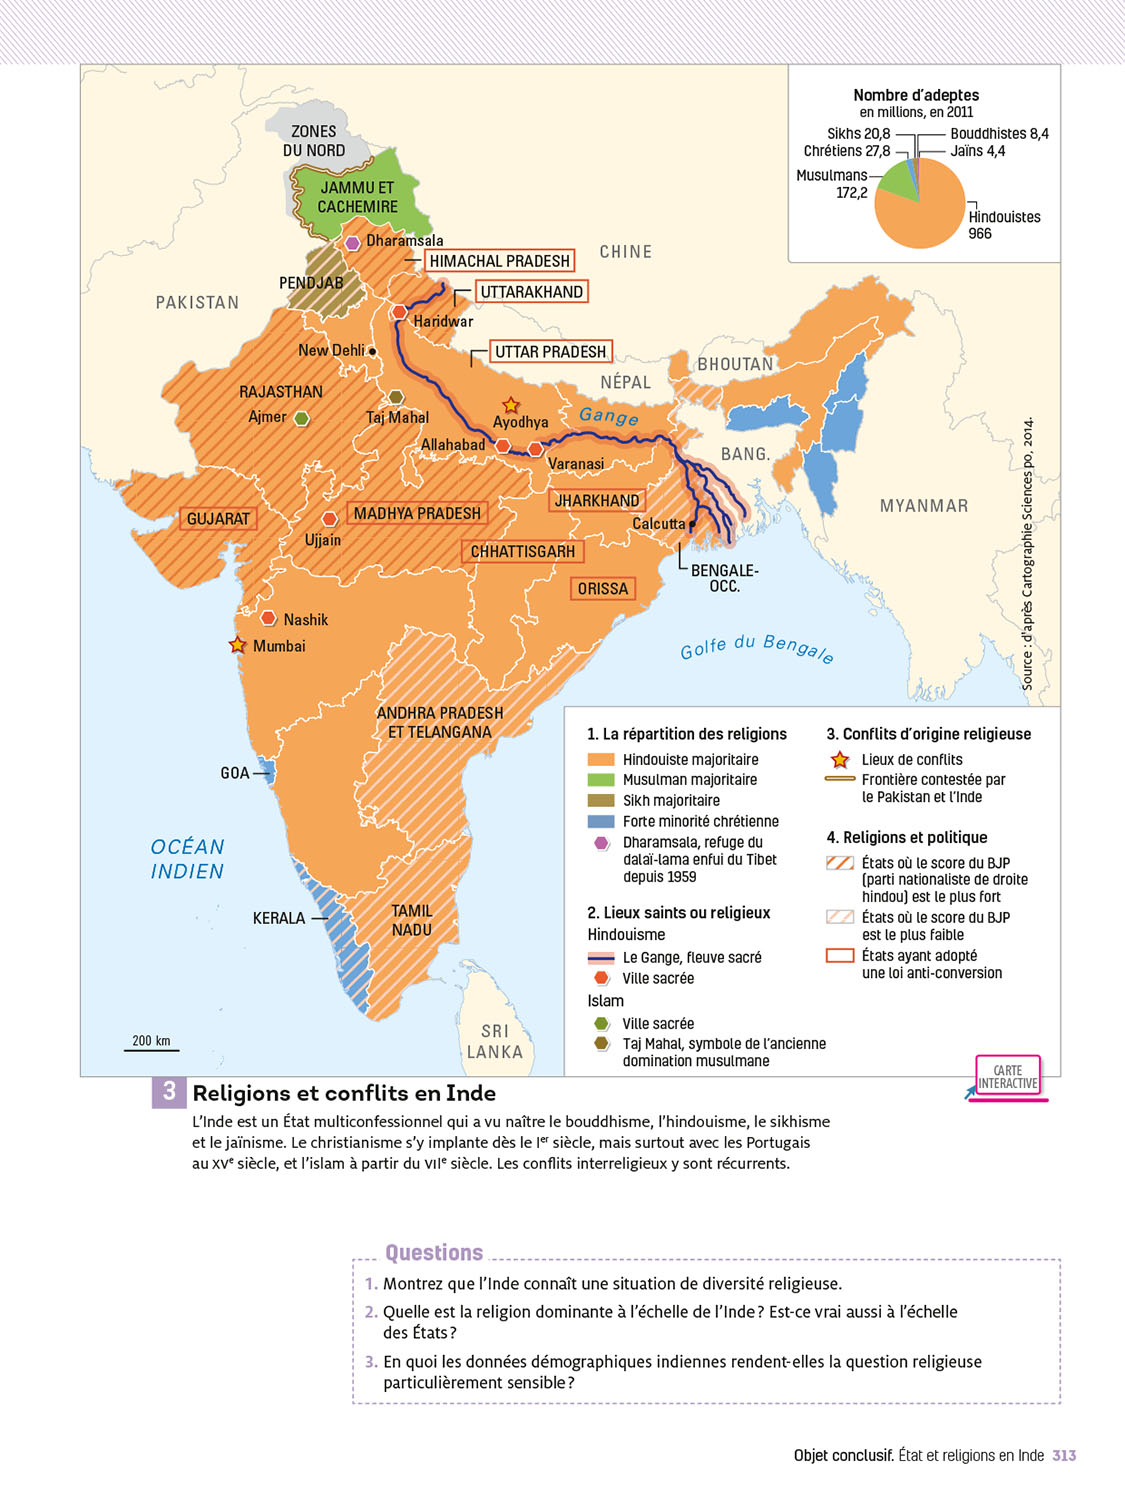 Nombre d'adeptes
en millions, en 2011
Sikhs 20,8
Bouddhistes 8,4
Chrétiens 27,8
Jaïns 4,4
Musulmans
172,2
Hindouistes
966
ZONES
DU NORD
JAMMU ET
CACHEMIRE
Dharamsala
HIMACHAL PRADESH
CHINE
PENDJAB
UTTARAKHAND
PAKISTAN
Haridwar
New Dehli
UTTAR PRADESH
BHOUTAN
NÉPAL
RAJASTHAN
Ajmer
Taj Mahal
Ayodhya
Gange
Allahabad
Varanasi
BANG.
MYANMAR
JHARKHAND
GUJARAT
MADHYA PRADESH
Calcutta
Ujjain
CHHATTISGARH
BENGALE-
OCC.
ORISSA
Nashik
Mumbai
Golfe du Bengale
Source : d'après Cartographie Sciences po, 2014.
ANDHRA PRADESH
ET TELANGANA
GOA
OCÉAN
INDIEN
KERALA
TAMIL
NADU
SRI
LANKA
200 km
1. La répartition des religions
Hindouiste majoritaire
Musulman majoritaire
Sikh majoritaire
Forte minorité chrétienne
Dharamsala, refuge du
dalaï-lama enfui du Tibet
depuis 1959
2. Lieux saints ou religieux
Hindouisme
Le Gange, fleuve sacré
Ville sacrée
Islam
Ville sacrée
Taj Mahal, symbole de l'ancienne
domination musulmane
3. Conflits d'origine religieuse
Lieux de conflits
Frontière contestée par
le Pakistan et l'Inde
4. Religions et politique
États où le score du BJP
(parti nationaliste de droite
hindou) est le plus fort
États où le score du BJP
est le plus faible
États ayant adopté
une loi anti-conversion
CARTE
INTERACTIVE
3 Religions et conflits en Inde
L'Inde est un État multiconfessionnel qui a vu naître le bouddhisme, l'hindouisme, le sikhisme
et le jaïnisme. Le christianisme s'y implante dès le Ier siècle, mais surtout avec les Portugais
au XVe siècle, et l'islam à partir du VIIe siècle. Les conflits interreligieux y sont récurrents.
Questions
1. Montrez que l'Inde connaît une situation de diversité religieuse.
2. Quelle est la religion dominante à l'échelle de l'Inde ? Est-ce vrai aussi à l'échelle
des États ?
3. En quoi les données démographiques indiennes rendent-elles la question religieuse
particulièrement sensible ?
Objet conclusif. État et religions en Inde 313